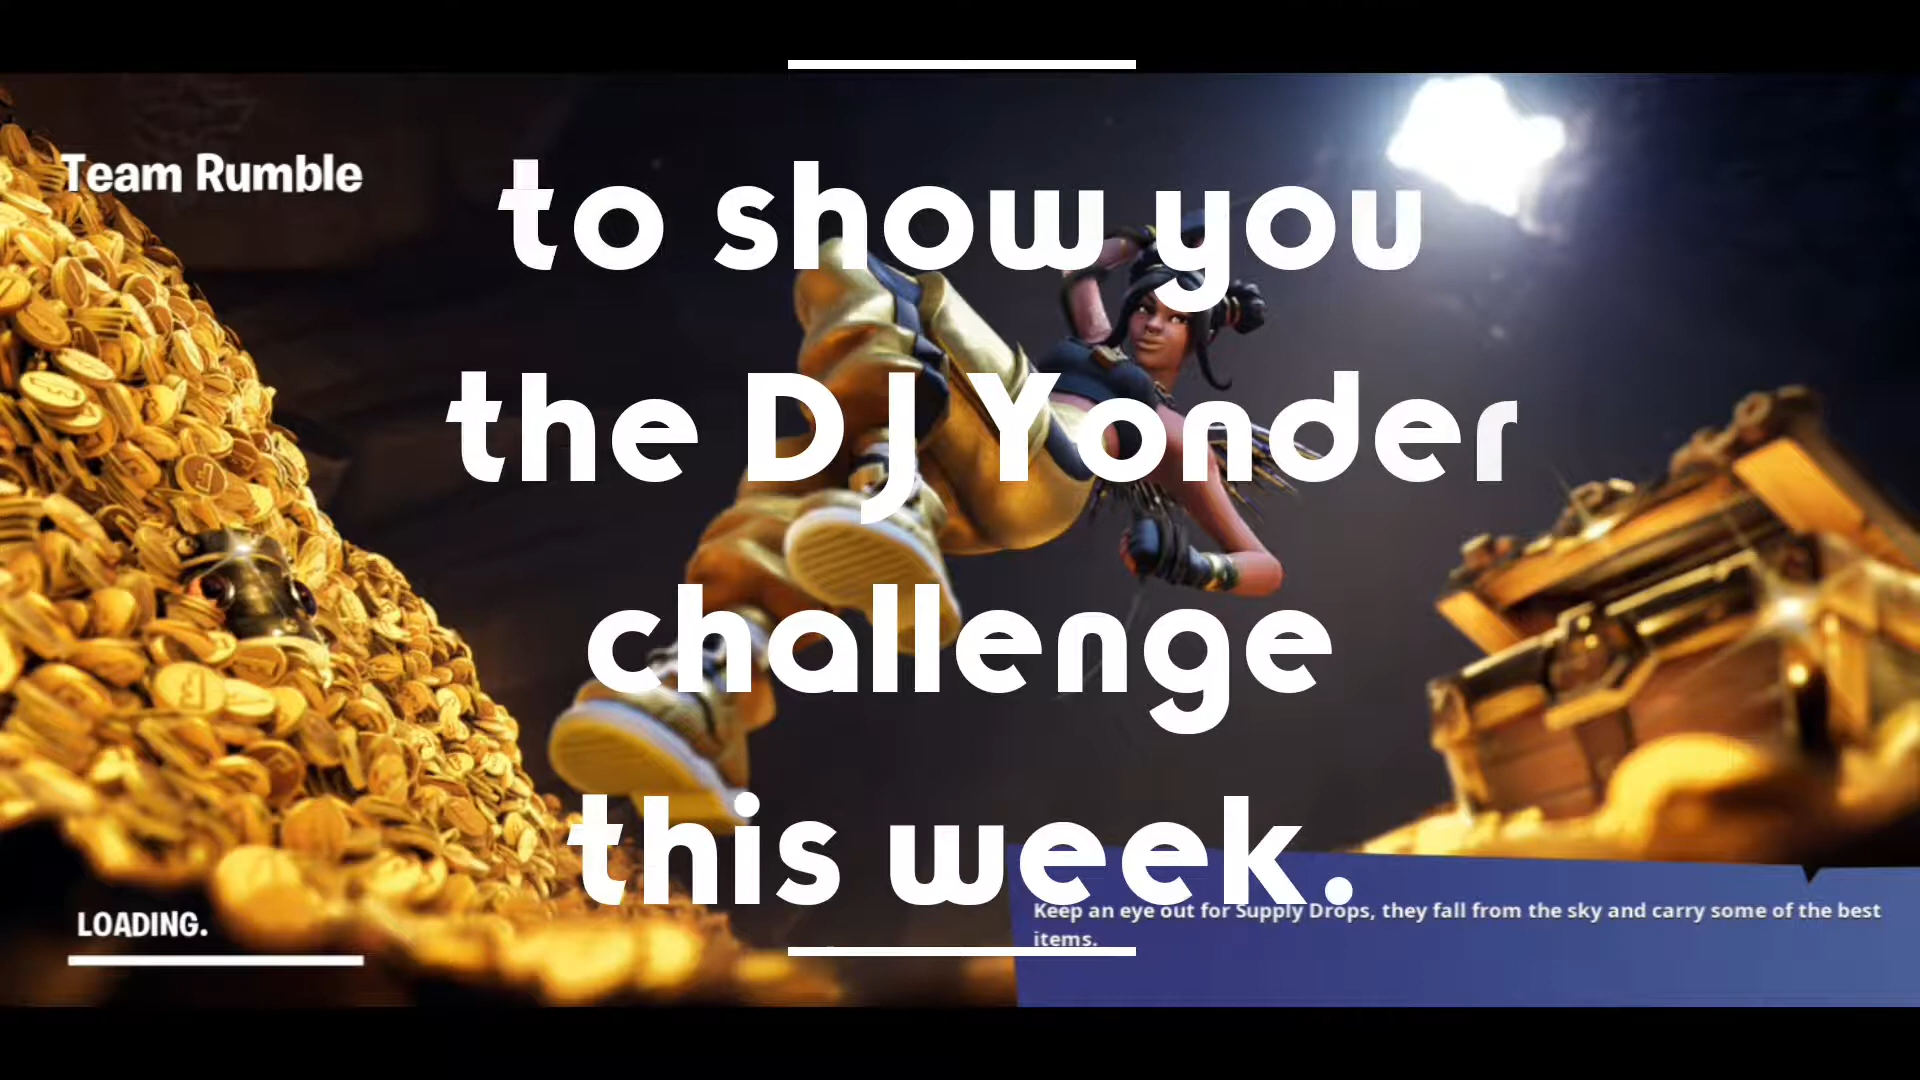 Team Rumble
to show you
the DJ Yonder
challenge
this week.
LOADING.
Keep an eye out for Supply Drops, they fall from the sky and carry some of the best
items.